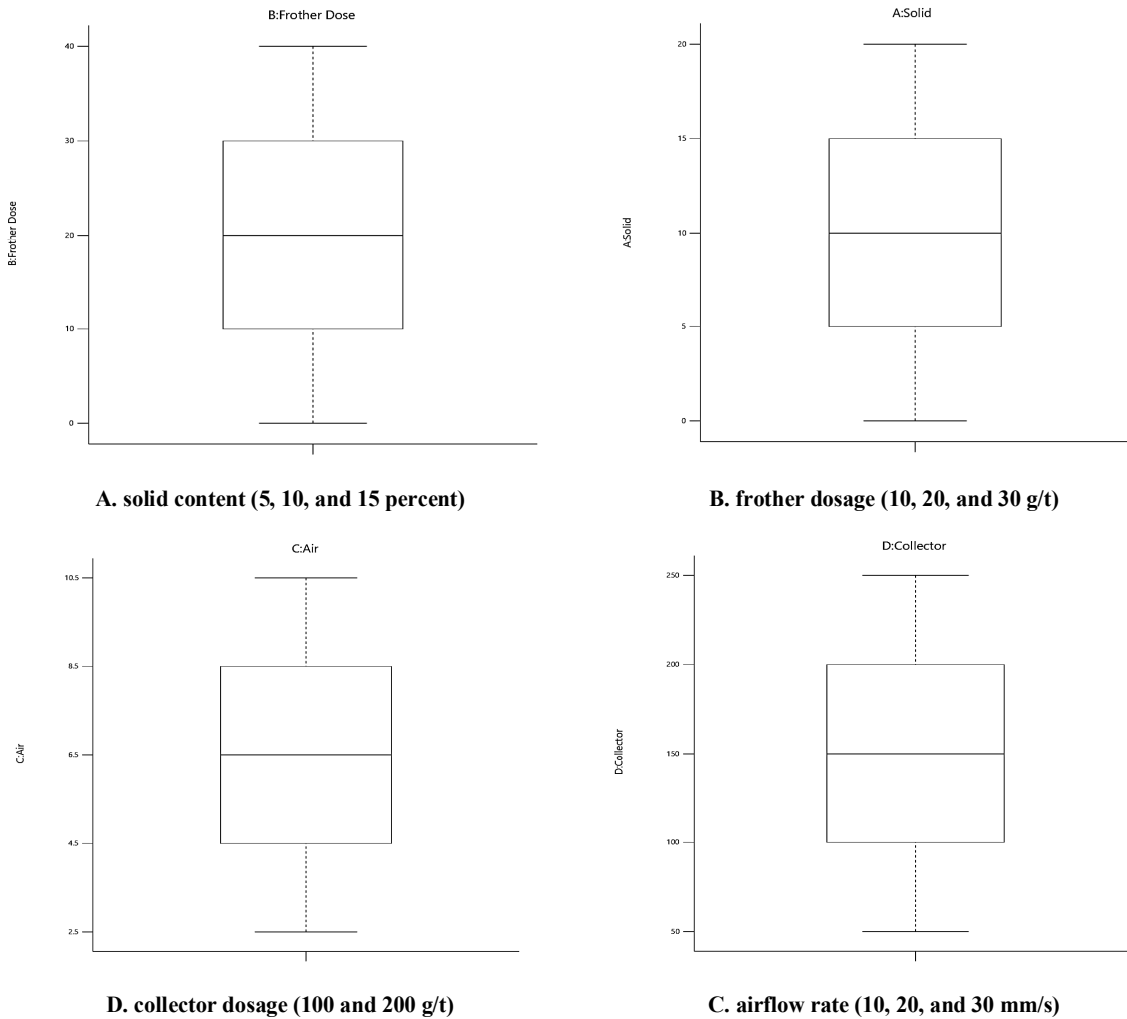 B:Frother Dose
40
30
20
10
0
B:Frother Dose
A. solid content (5, 10, and 15 percent)
A:Solid
20
15
10
5
0
A:Solid
B. frother dosage (10, 20, and 30 g/t)
C:Air
10.5
8.5
6.5
4.5
2.5
C:Air
D. collector dosage (100 and 200 g/t)
D:Collector
250
200
150
100
50
D:Collector
C. airflow rate (10, 20, and 30 mm/s)